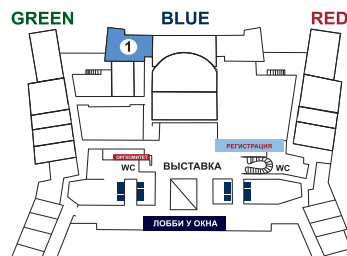 GREEN BLUE RED
1
РЕГИСТРАЦИЯ
ОРГКОМИТЕТ
WC ВЫСТАВКА WC
ЛОББИ У ОКНА